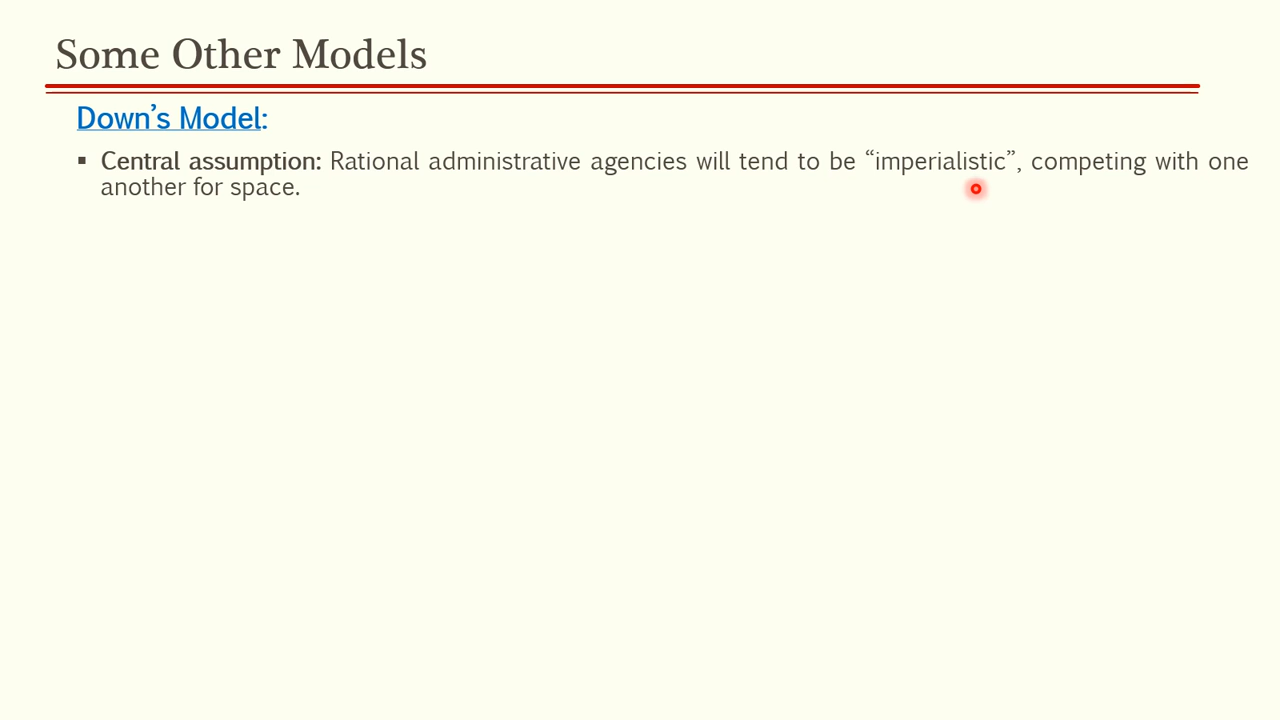 Some Other Models
Down’s Model:
▪ Central assumption: Rational administrative agencies will tend to be “imperialistic”, competing with one
another for space.